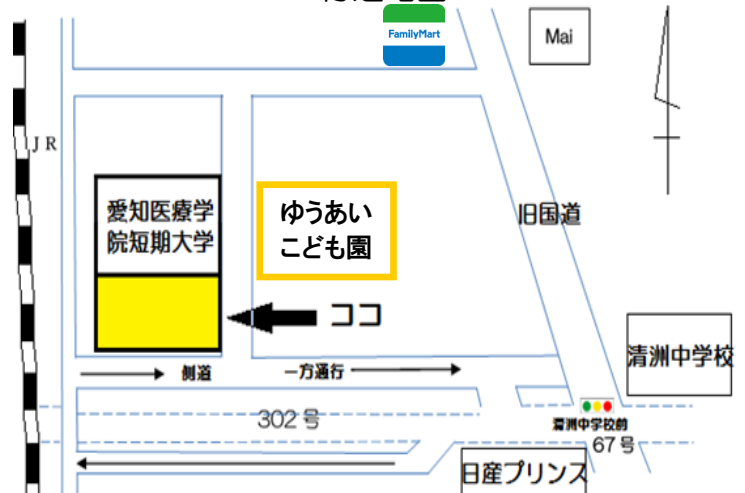 FamilyMart
Mai
JR
愛知医療学
院短期大学
ゆうあい
こども園
旧国道
ココ
清洲中学校
側道
一方通行
302号
清洲中学校前
67号
日産プリンス